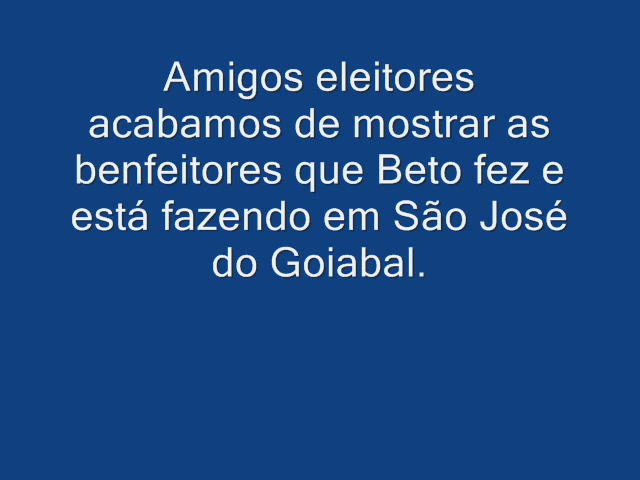 Amigos eleitores
acabamos de mostrar as
benfeitores que Beto fez e
está fazendo em São José
do Goiabal.